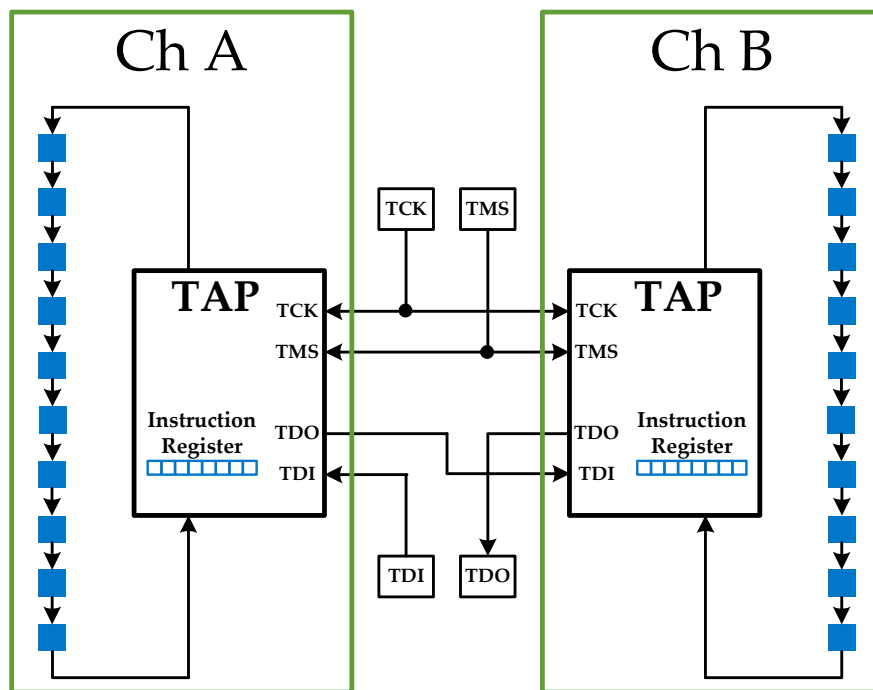 Ch A
Ch B
TCK
TMS
TAP
TCK
TMS
Instruction
Register
TDO
TDI
TAP
TCK
TMS
Instruction
Register
TDO
TDI
TDI
TDO